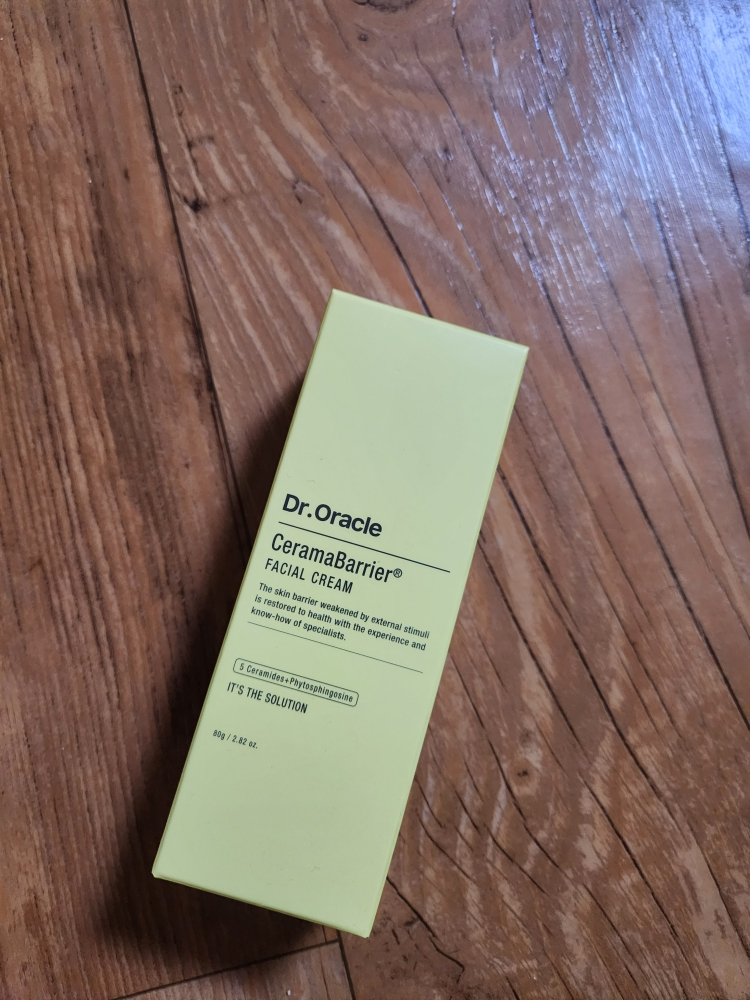 Dr.Oracle
CeramaBarrier®
FACIAL CREAM
The skin barrier weakened by external stimuli
is restored to health with the experience and
know-how of specialists.
5 Ceramides+Phytosphingosine
IT'S THE SOLUTION
80g / 2.82 oz.